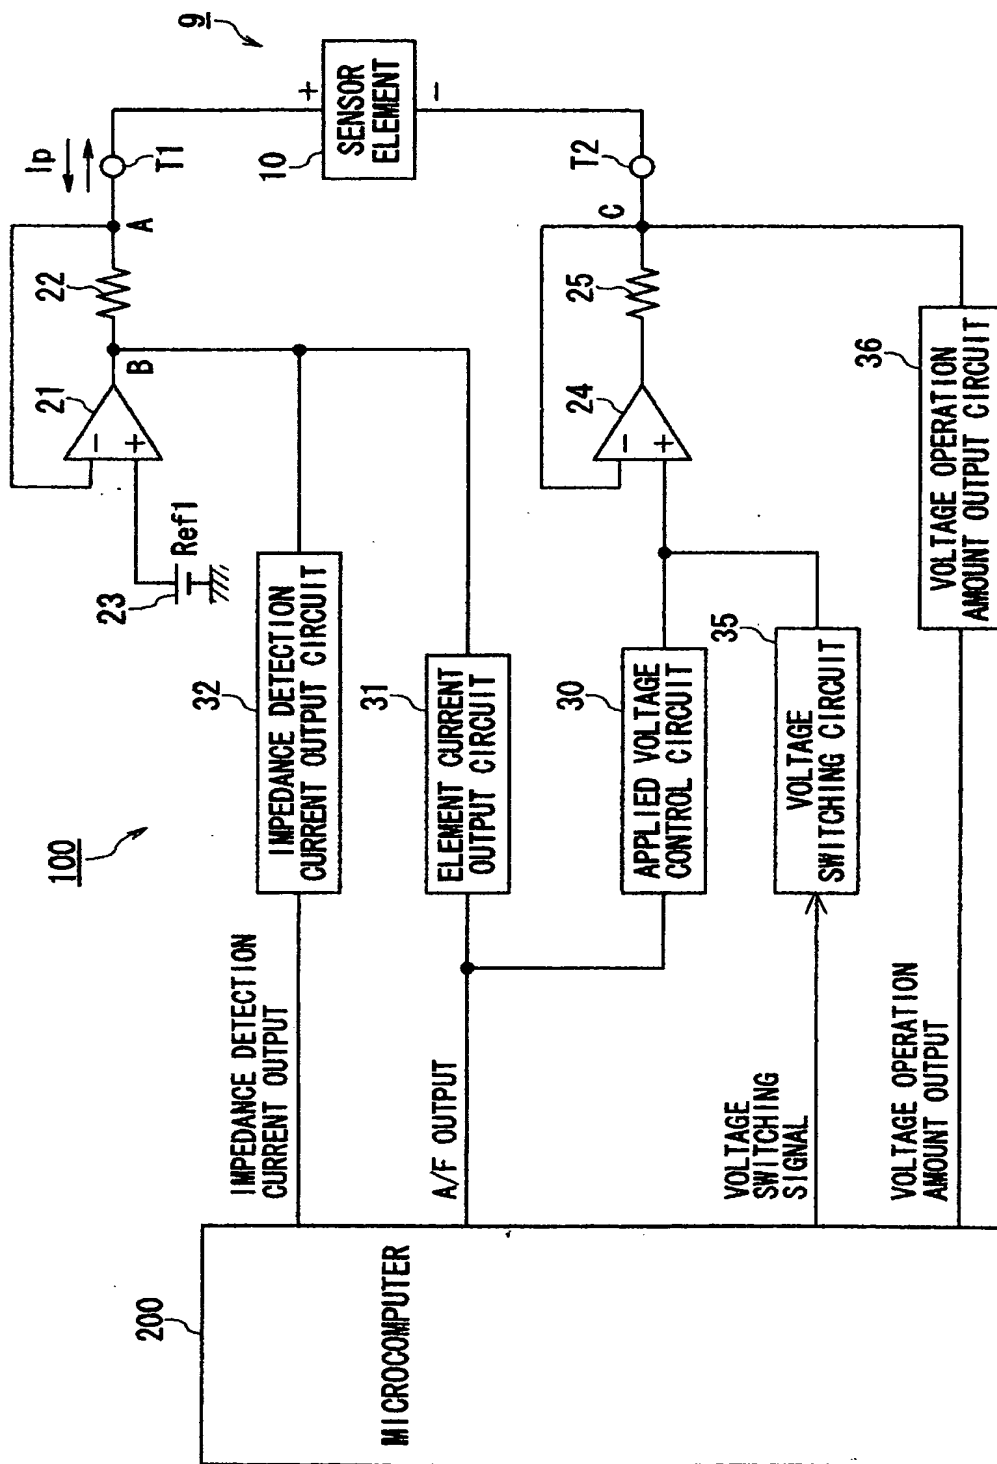 100
9
200
MICROCOMPUTER
IMPEDANCE DETECTION
CURRENT OUTPUT
A/F OUTPUT
VOLTAGE
SWITCHING
SIGNAL
VOLTAGE OPERATION
AMOUNT OUTPUT
32
IMPEDANCE DETECTION
CURRENT OUTPUT CIRCUIT
31
ELEMENT CURRENT
OUTPUT CIRCUIT
30
APPLIED VOLTAGE
CONTROL CIRCUIT
35
VOLTAGE
SWITCHING CIRCUIT
36
VOLTAGE OPERATION
AMOUNT OUTPUT CIRCUIT
23
Ref1
21
-
+
B
22
A
Ip
T1
24
-
+
25
C
T2
10
+
SENSOR
ELEMENT
-